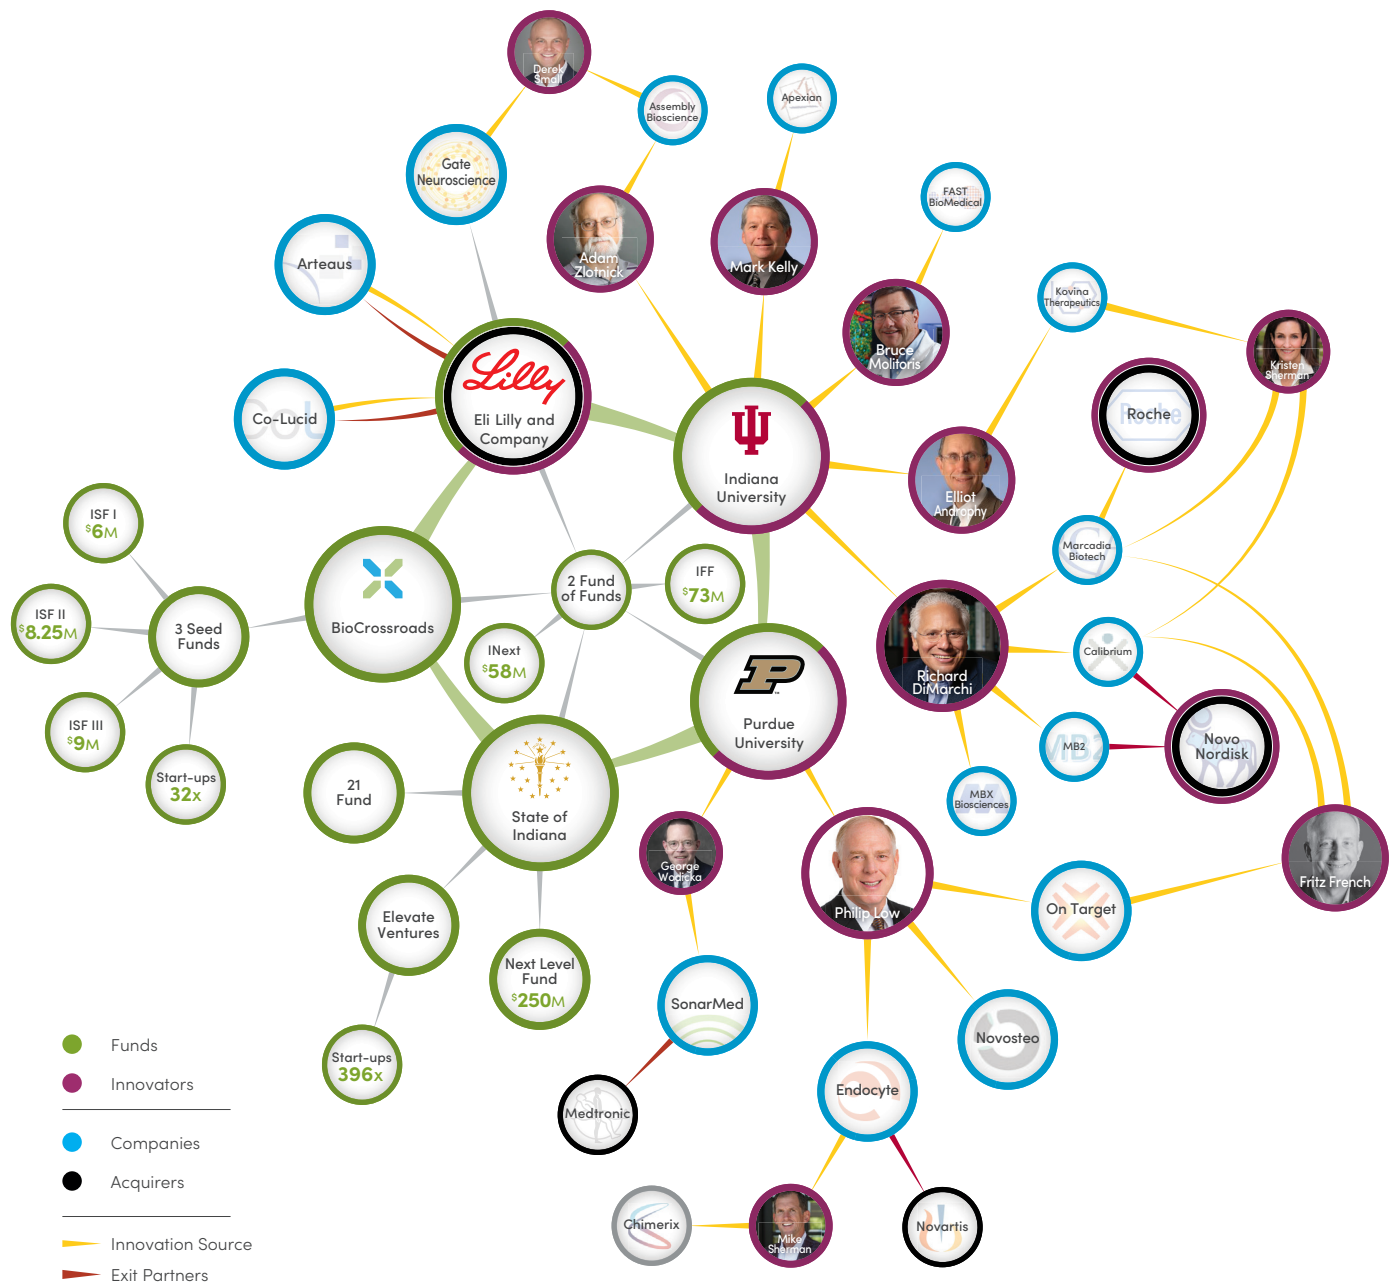 Derek
Small
Assembly
Bioscience
Apexian
Gate
Neuroscience
FAST
BioMedical
Adam
Zlotnick
Mark Kelly
Arteaus
Kovina
Therapeutics
Bruce
Molitoris
Kristen
Sherman
Lilly
Eli Lilly and
Company
Co-Lucid
CoL
Roche
Roche
Indiana
University
Elliot
Androphy
ISF I
$6M
Marcadia
Biotech
2 Fund
of Funds
IFF
$73M
ISF II
$8.25M
3 Seed
Funds
BioCrossroads
INext
$58M
Richard
DiMarchi
Calibrium
P
Purdue
University
ISF III
$9M
MB2
MB2
Novo
Nordisk
Start-ups
32x
21
Fund
State of
Indiana
MBX
Biosciences
George
Wodicka
Philip Low
On Target
Fritz French
Elevate
Ventures
Next Level
Fund
$250M
SonarMed
Novosteo
Start-ups
396x
Endocyte
Medtronic
Chimerix
Mike
Sherman
Novartis
Funds
Innovators
Companies
Acquirers
Innovation Source
Exit Partners